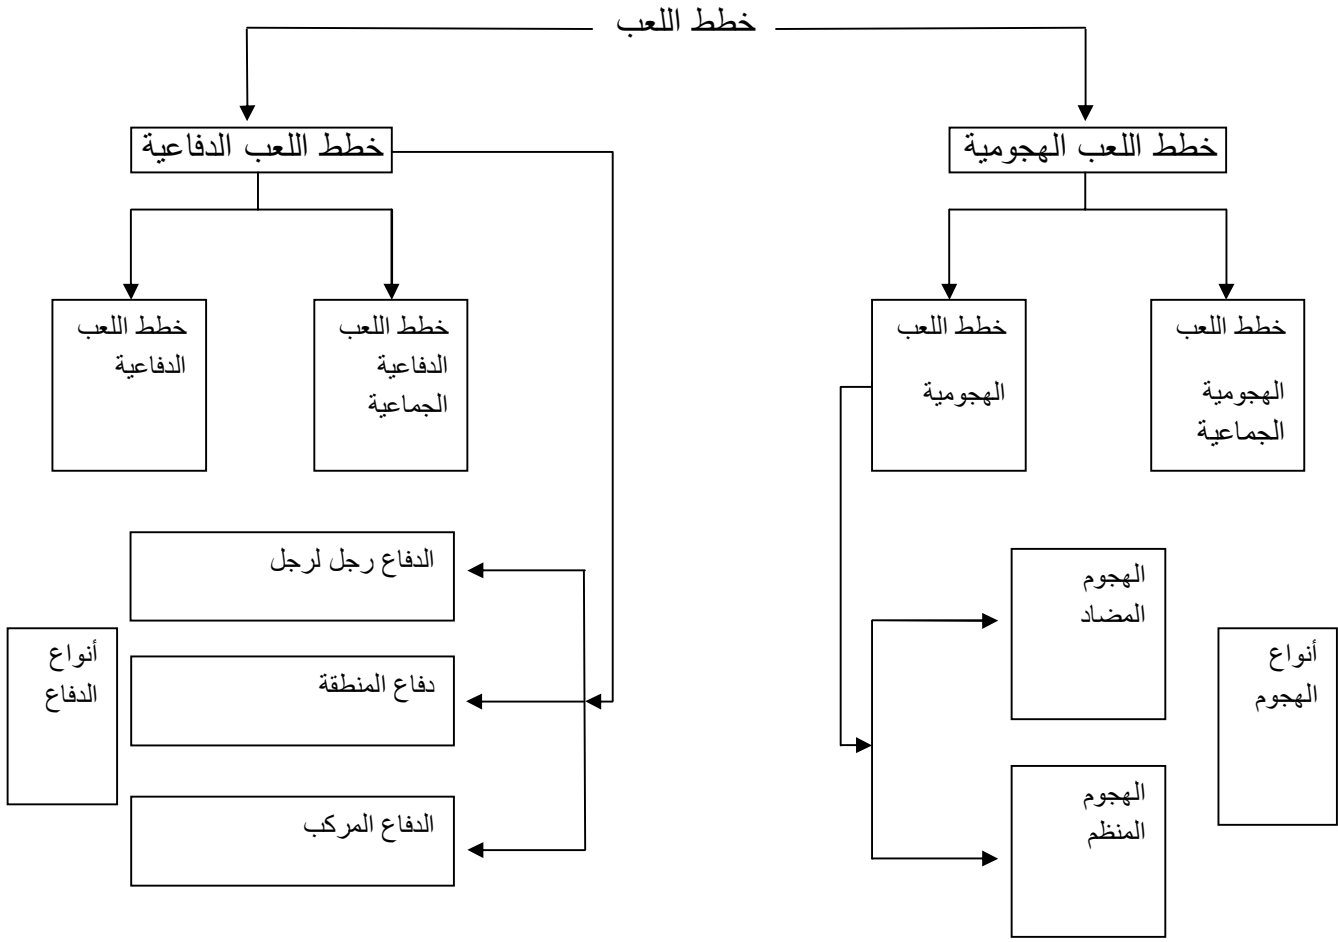 خطط اللعب
خطط اللعب الهجومية
خطط اللعب الدفاعية
خطط اللعب
الهجومية
الجماعية
خطط اللعب
الهجومية
خطط اللعب
الدفاعية
الجماعية
خطط اللعب
الدفاعية
أنواع
الهجوم
الهجوم
المضاد
الهجوم
المنظم
الدفاع رجل لرجل
دفاع المنطقة
الدفاع المركب
أنواع
الدفاع